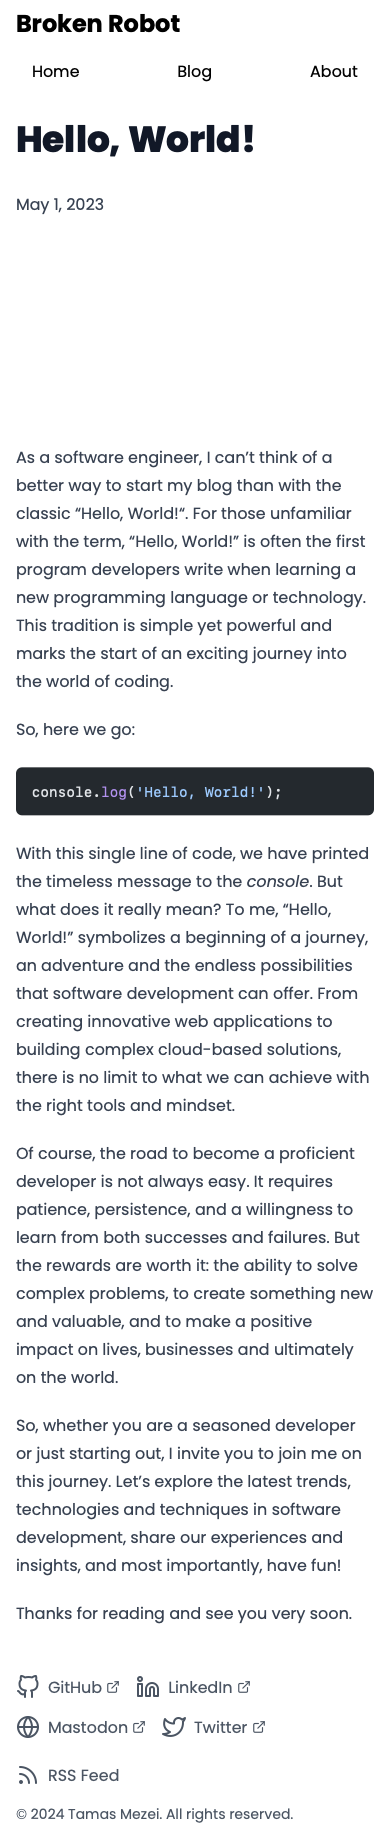 Broken Robot
Home Blog About
Hello, World!
May 1, 2023
As a software engineer, I can’t think of a
better way to start my blog than with the
classic “Hello, World!“. For those unfamiliar
with the term, “Hello, World!” is often the first
program developers write when learning a
new programming language or technology.
This tradition is simple yet powerful and
marks the start of an exciting journey into
the world of coding.
So, here we go:
console.log('Hello, World!');
With this single line of code, we have printed
the timeless message to the console. But
what does it really mean? To me, “Hello,
World!” symbolizes a beginning of a journey,
an adventure and the endless possibilities
that software development can offer. From
creating innovative web applications to
building complex cloud-based solutions,
there is no limit to what we can achieve with
the right tools and mindset.
Of course, the road to become a proficient
developer is not always easy. It requires
patience, persistence, and a willingness to
learn from both successes and failures. But
the rewards are worth it: the ability to solve
complex problems, to create something new
and valuable, and to make a positive
impact on lives, businesses and ultimately
on the world.
So, whether you are a seasoned developer
or just starting out, I invite you to join me on
this journey. Let’s explore the latest trends,
technologies and techniques in software
development, share our experiences and
insights, and most importantly, have fun!
Thanks for reading and see you very soon.
GitHub LinkedIn
Mastodon Twitter
RSS Feed
© 2024 Tamas Mezei. All rights reserved.